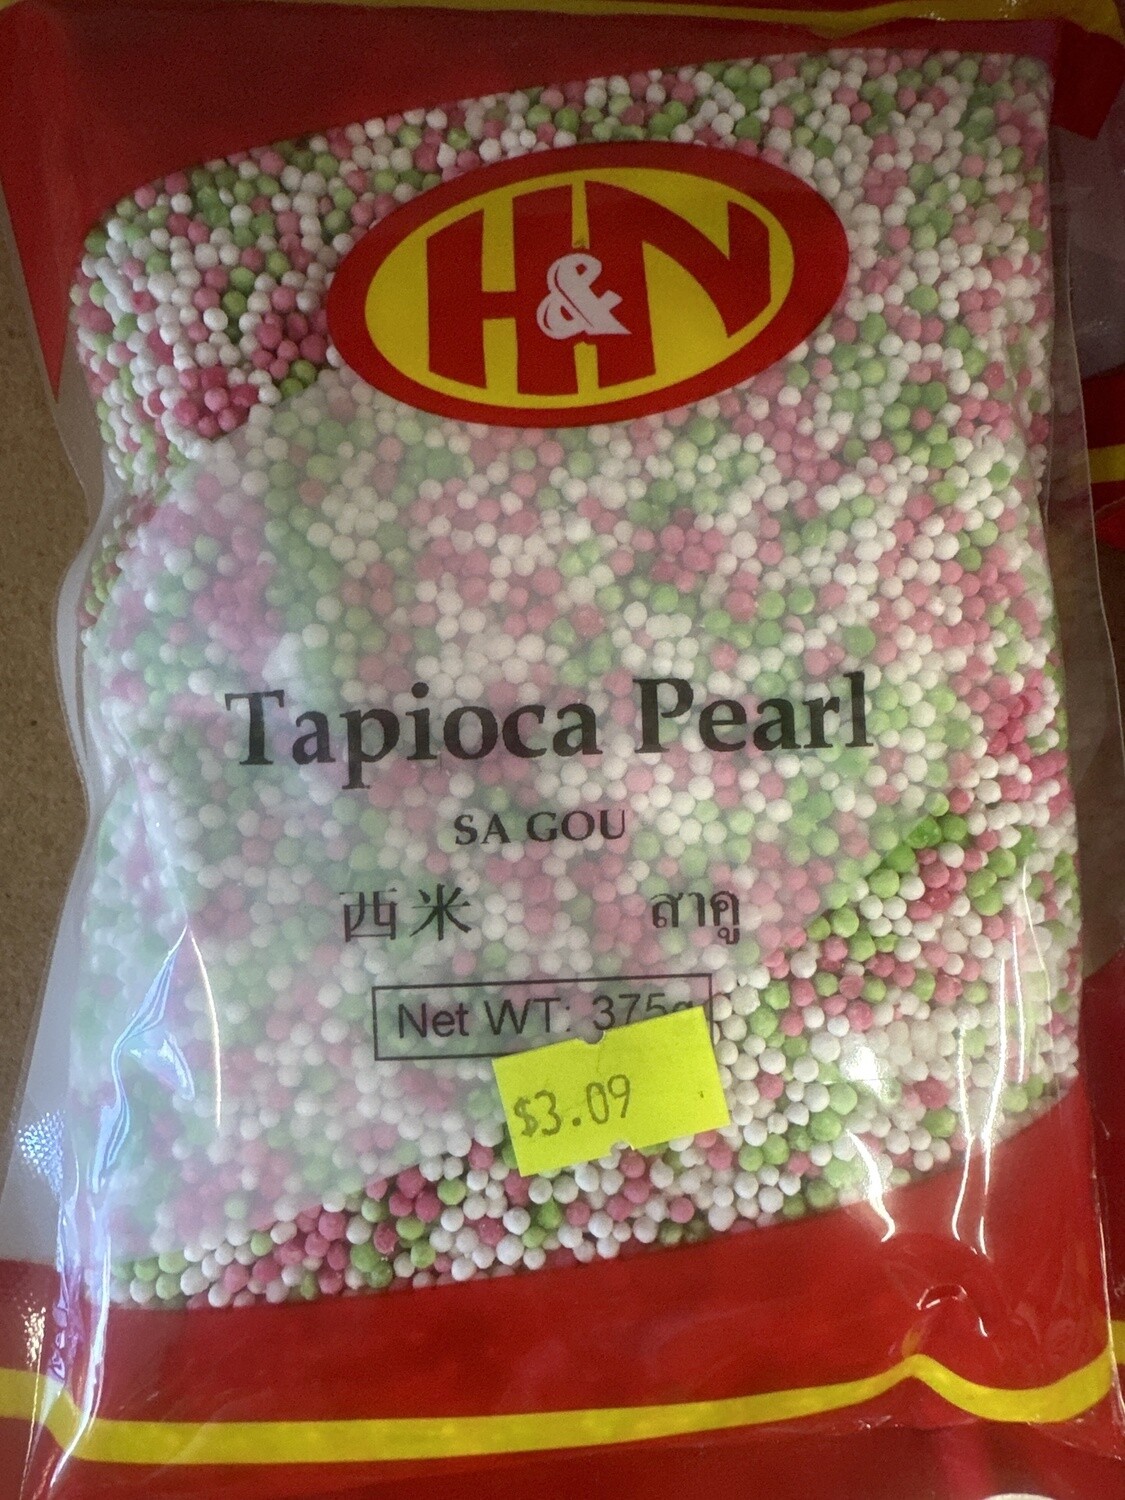 H&N
Tapioca Pearl
SA GOU
西米 สาคู
Net WT: 375g
$3.09